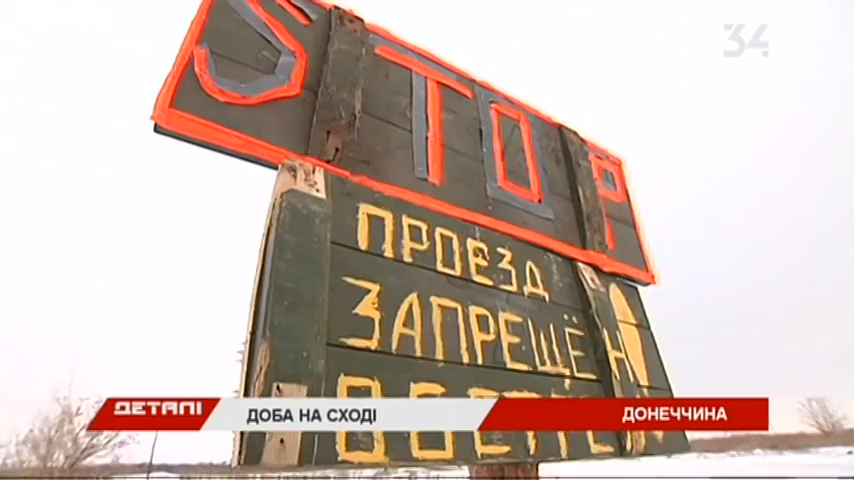 34
STOP
ПРОЕЗД
ЗАПРЕЩЁН
ДЕТАЛІ
ДОБА НА СХОДІ
ДОНЕЧЧИНА